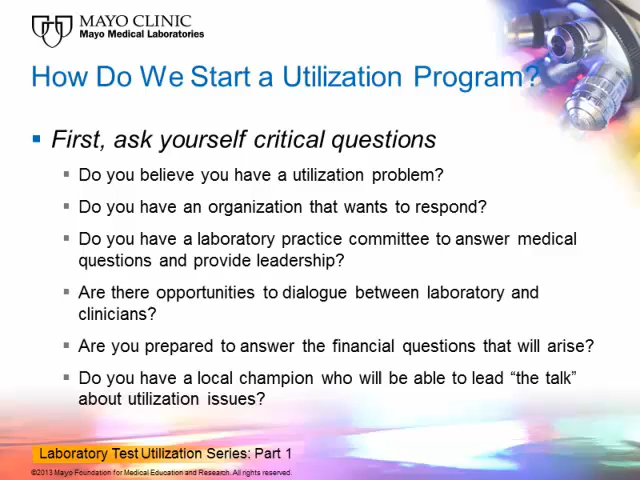 MAYO CLINIC
Mayo Medical Laboratories
How Do We Start a Utilization Program?
First, ask yourself critical questions
Do you believe you have a utilization problem?
Do you have an organization that wants to respond?
Do you have a laboratory practice committee to answer medical
questions and provide leadership?
Are there opportunities to dialogue between laboratory and
clinicians?
Are you prepared to answer the financial questions that will arise?
Do you have a local champion who will be able to lead “the talk”
about utilization issues?
Laboratory Test Utilization Series: Part 1
©2013 Mayo Foundation for Medical Education and Research. All rights reserved.